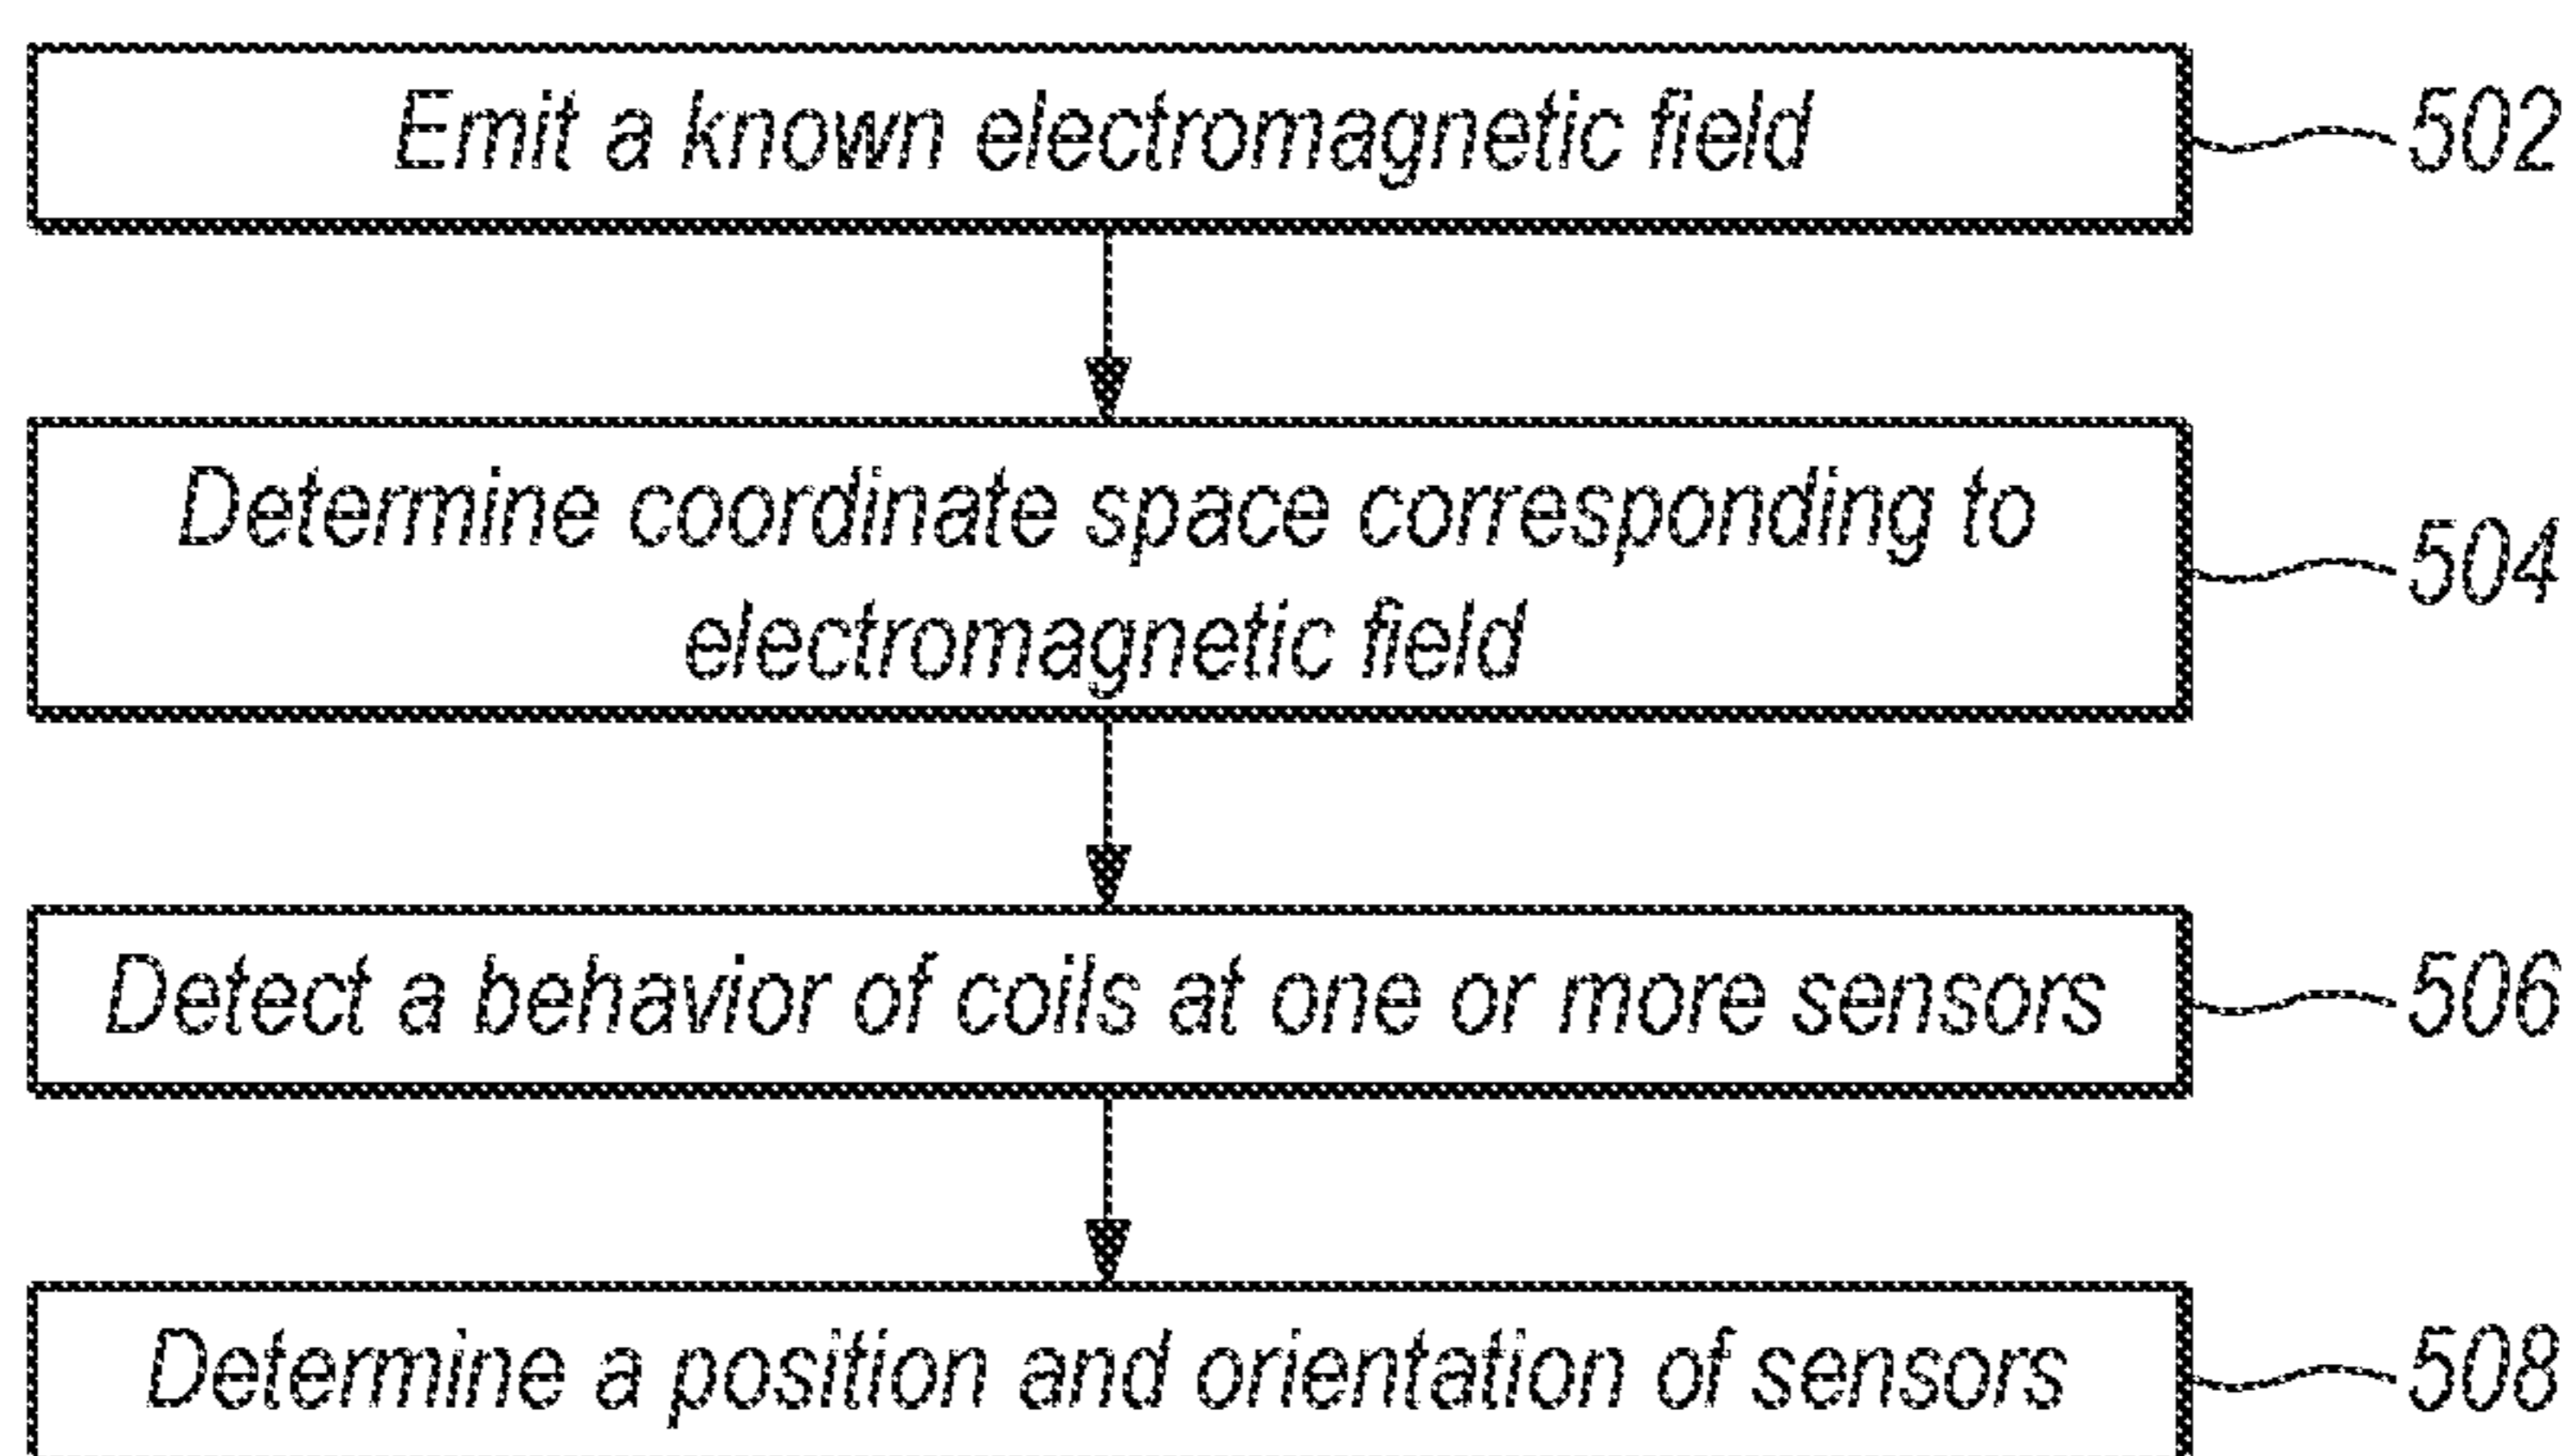 Emit a known electromagnetic field
502
Determine coordinate space corresponding to
electromagnetic field
504
Detect a behavior of coils at one or more sensors
506
Determine a position and orientation of sensors
508